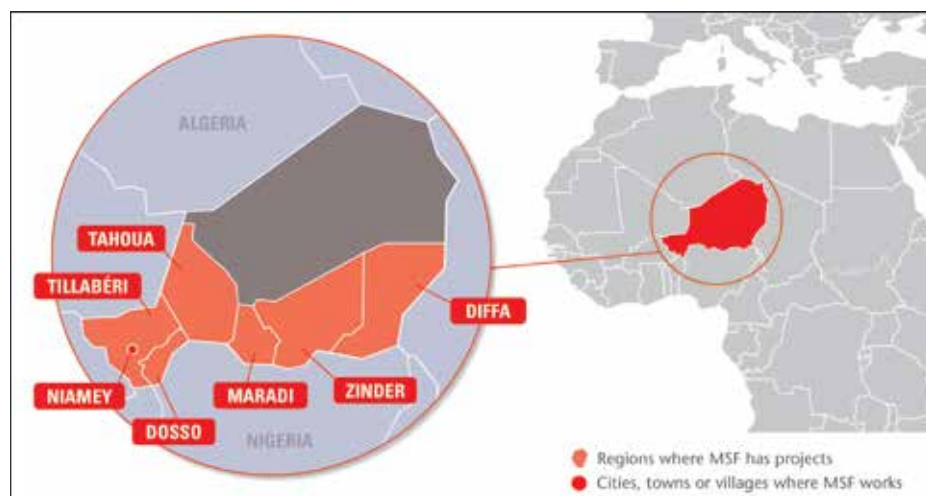 ALGERIA
TAHOUA
TILLABÉRI
DIFFA
NIAMEY
MARADI
ZINDER
DOSSO
NIGERIA
Regions where MSF has projects
Cities, towns or villages where MSF works